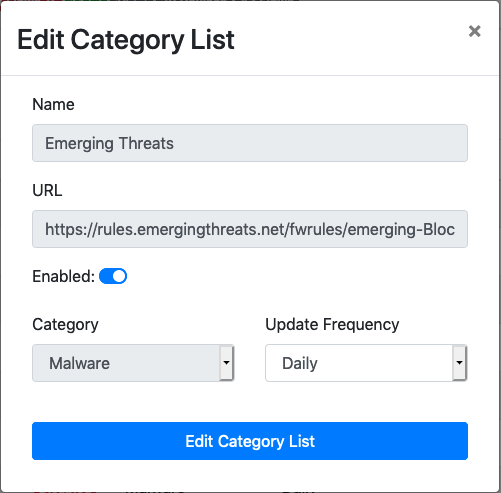 Edit Category List
×
Name
Emerging Threats
URL
https://rules.emergingthreats.net/fwrules/emerging-Bloc
Enabled:
Category Update Frequency
Malware Daily
Edit Category List